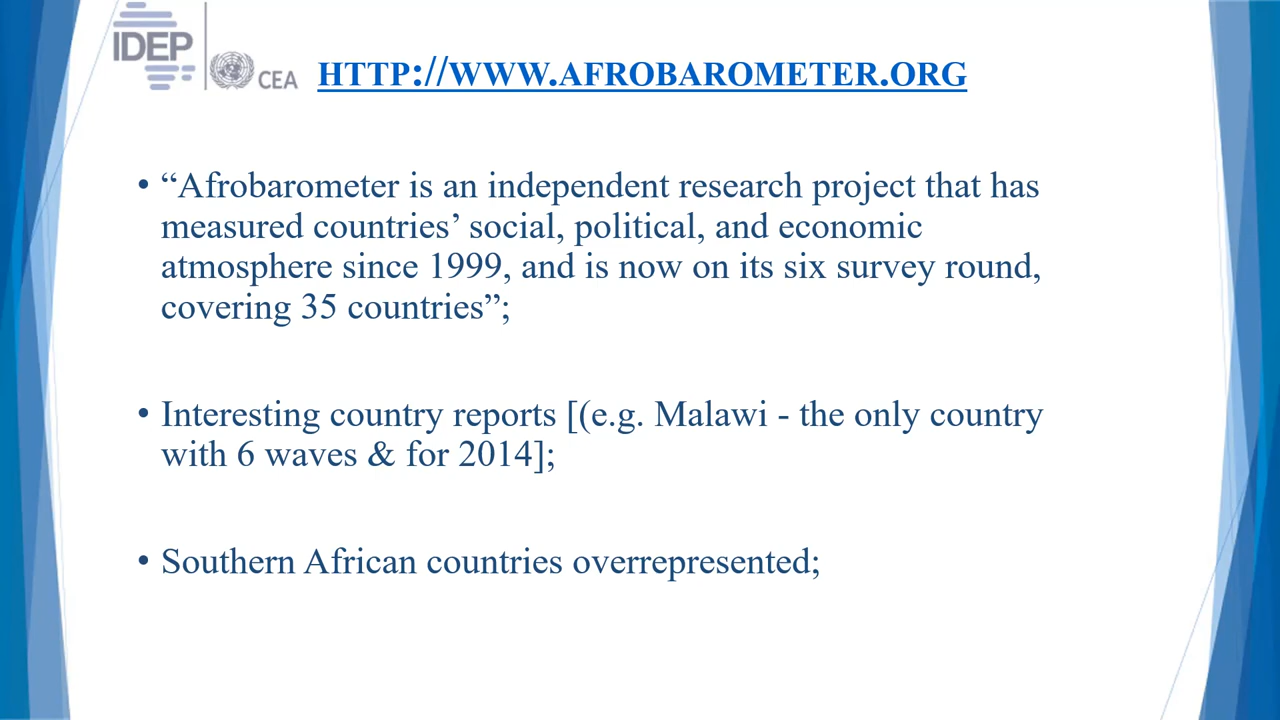 IDEP
CEA
HTTP://WWW.AFROBAROMETER.ORG
• “Afrobarometer is an independent research project that has
measured countries’ social, political, and economic
atmosphere since 1999, and is now on its six survey round,
covering 35 countries”;
• Interesting country reports [(e.g. Malawi - the only country
with 6 waves & for 2014];
• Southern African countries overrepresented;